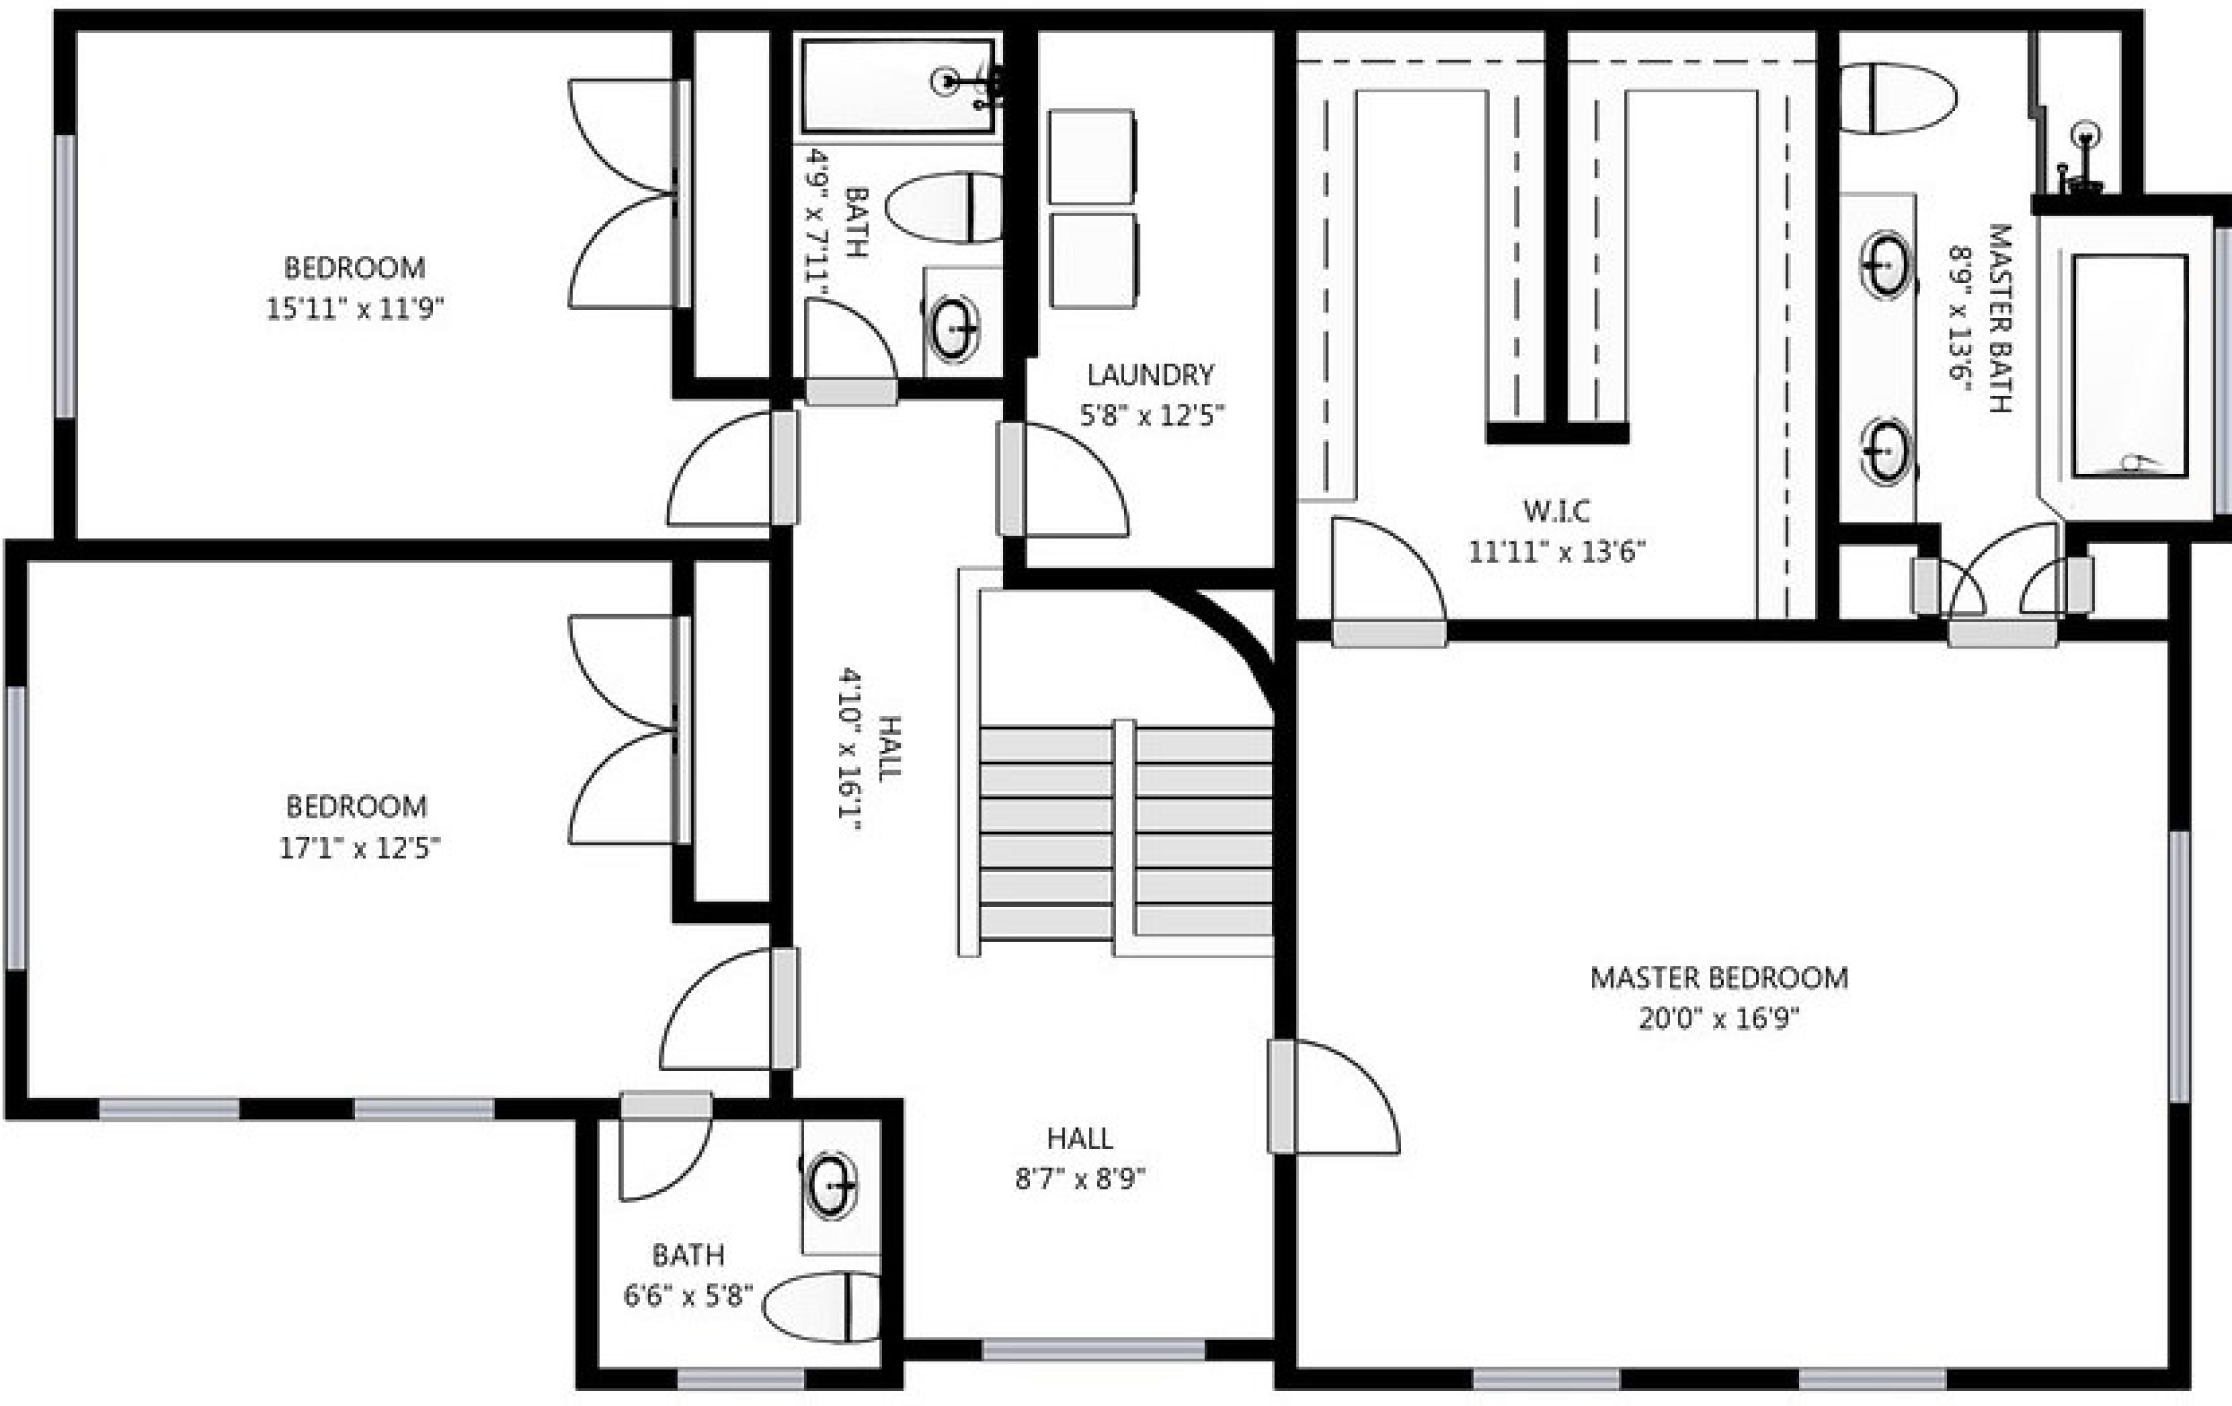 BEDROOM
15'11" x 11'9"
BATH
4'9" x 7'11"
LAUNDRY
5'8" x 12'5"
W.I.C
11'11" x 13'6"
MASTER BATH
8'9" x 13'6"
BEDROOM
17'1" x 12'5"
HALL
4'10" x 16'1"
MASTER BEDROOM
20'0" x 16'9"
HALL
8'7" x 8'9"
BATH
6'6" x 5'8"